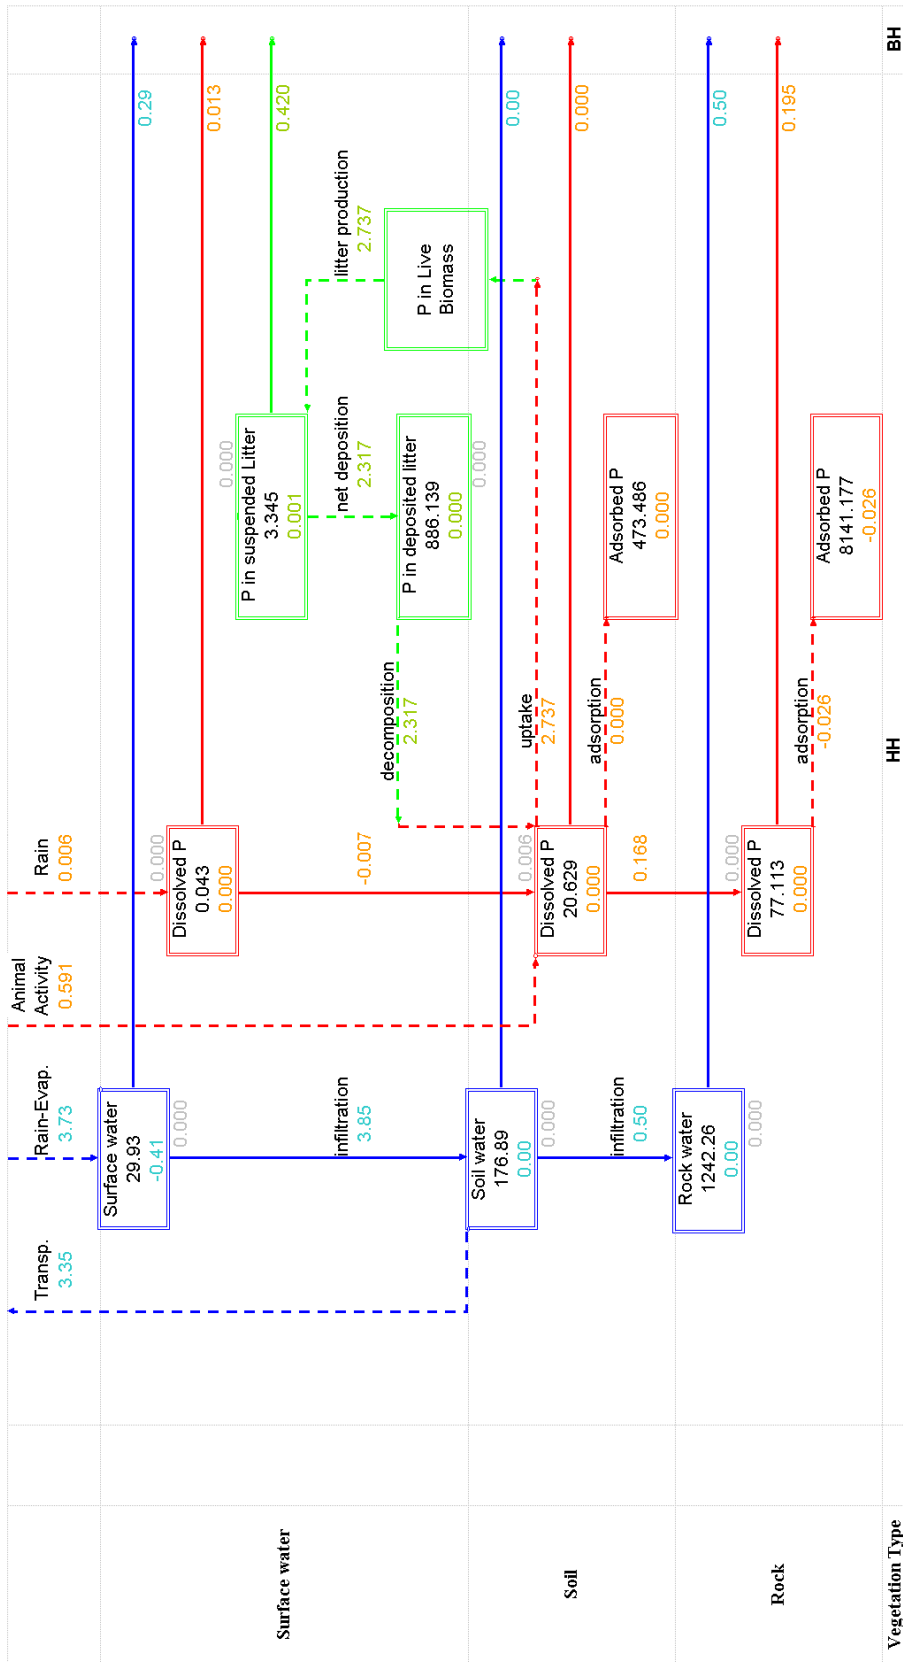 Transp.
3.35
Rain-Evap.
3.73
Animal
Activity
0.591
Rain
0.006
Surface water
Surface water
29.93
-0.41
0.000
0.29
Dissolved P
0.043
0.000
0.000
0.013
P in suspended Litter
3.345
0.001
0.000
0.420
infiltration
3.85
-0.007
net deposition
2.317
litter production
2.737
decomposition
2.317
P in deposited litter
886.139
0.000
0.000
P in Live
Biomass
Soil
Soil water
176.89
0.00
0.000
0.00
uptake
2.737
Dissolved P
20.629
0.000
0.006
0.000
adsorption
0.000
Adsorbed P
473.486
0.000
infiltration
0.50
0.168
Rock
Rock water
1242.26
0.00
0.000
0.50
Dissolved P
77.113
0.000
0.000
0.195
adsorption
-0.026
Adsorbed P
8141.177
-0.026
Vegetation Type
HH
BH